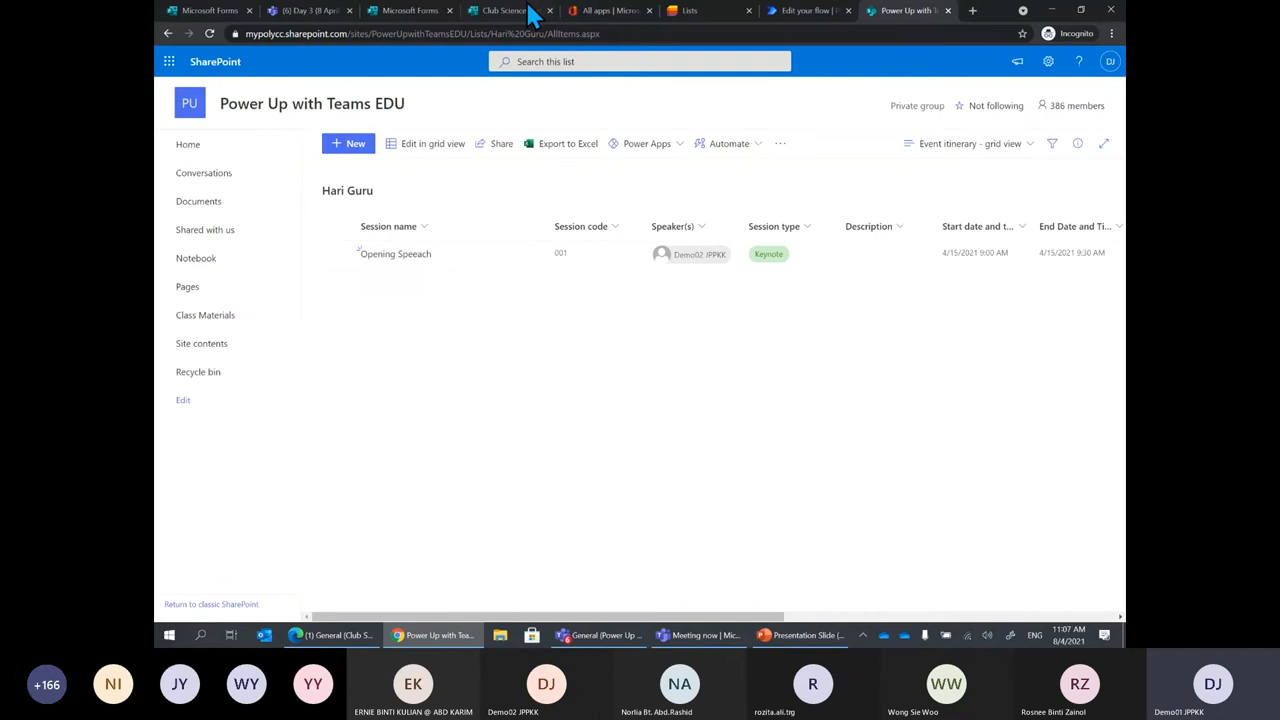 Microsoft Forms
(6) Day 3 (8 April
Microsoft Forms
Club Science
All apps | Micros
Lists
Edit your flow | P
Power Up with T
mypolycc.sharepoint.com/sites/PowerUpwithTeamsEDU/Lists/Hari%20Guru/AllItems.aspx
Incognito
SharePoint
Search this list
DJ
PU
Power Up with Teams EDU
Private group
Not following
386 members
Home
New
Edit in grid view
Share
Export to Excel
Power Apps
Automate
Event itinerary - grid view
Conversations
Hari Guru
Documents
Session name
Session code
Speaker(s)
Session type
Description
Start date and t...
End Date and Ti...
Shared with us
Opening Speeach
001
Demo02 JPPKK
Keynote
4/15/2021 9:00 AM
4/15/2021 9:30 AM
Notebook
Pages
Class Materials
Site contents
Recycle bin
Edit
Return to classic SharePoint
(1) General (Club S...
Power Up with Tea...
General (Power Up ...
Meeting now | Mic...
Presentation Slide (...
ENG
11:07 AM
8/4/2021
+166
NI
JY
WY
YY
EK
DJ
NA
R
WW
RZ
DJ
ERNIE BINTI KULIAN @ ABD KARIM
Demo02 JPPKK
Norlia Bt. Abd.Rashid
rozita.ali.trg
Wong Sie Woo
Rosnee Binti Zainol
Demo01 JPPKK